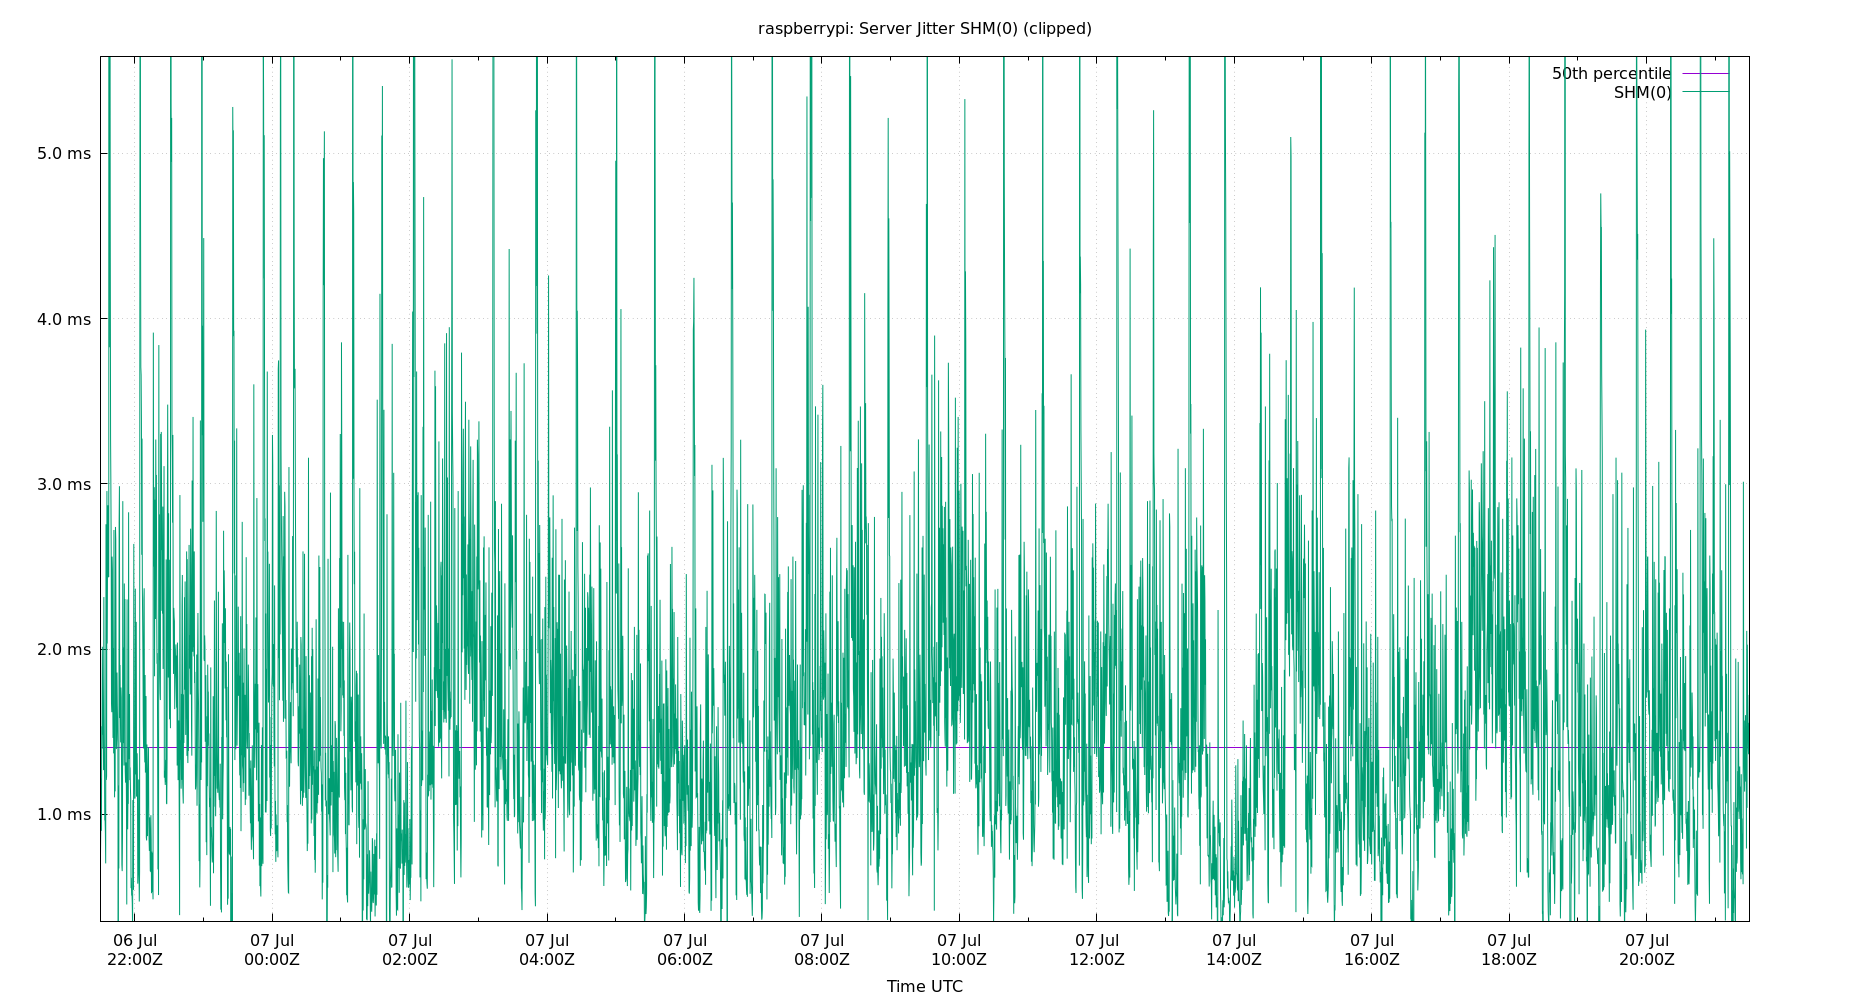 raspberrypi: Server Jitter SHM(0) (clipped)
50th percentile
SHM(0)
5.0 ms
4.0 ms
3.0 ms
2.0 ms
1.0 ms
06 Jul 07 Jul 07 Jul 07 Jul 07 Jul 07 Jul 07 Jul 07 Jul 07 Jul 07 Jul 07 Jul 07 Jul
22:00Z 00:00Z 02:00Z 04:00Z 06:00Z 08:00Z 10:00Z 12:00Z 14:00Z 16:00Z 18:00Z 20:00Z
Time UTC